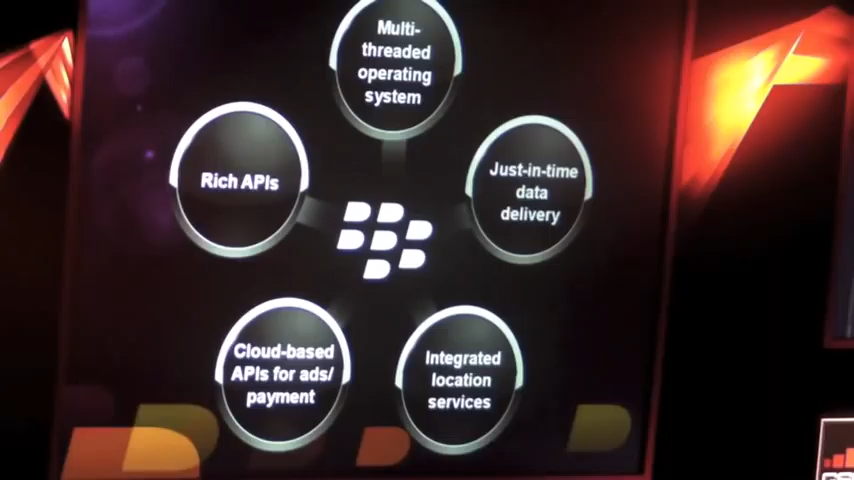 Multi-
threaded
operating
system
Rich APIs
Just-in-time
data
delivery
Cloud-based
APIs for ads/
payment
Integrated
location
services